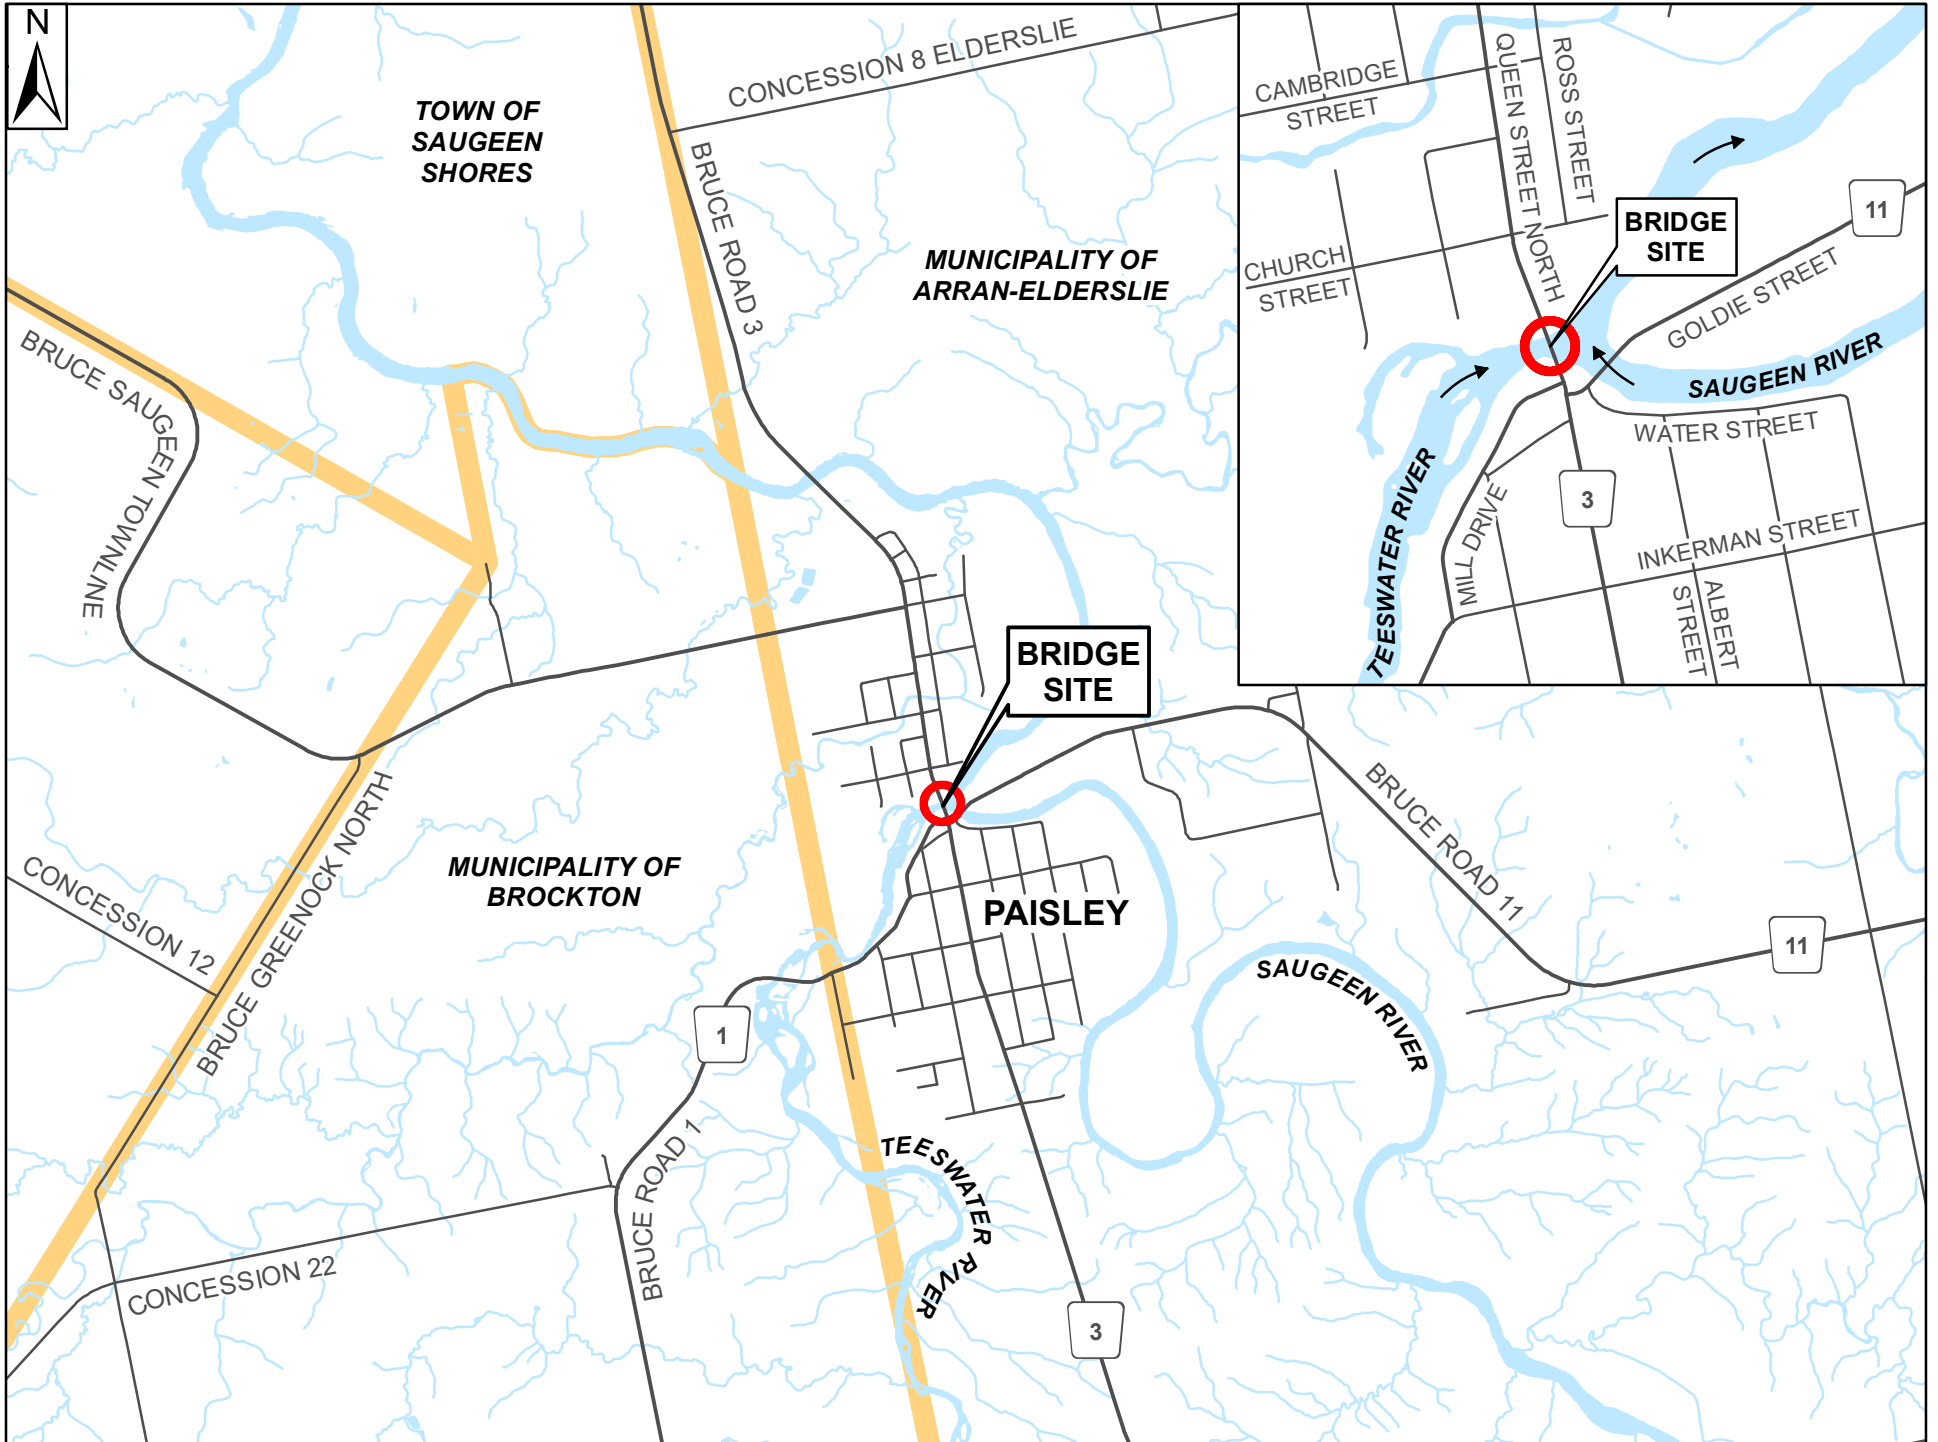 N
TOWN OF
SAUGEEN
SHORES
CONCESSION 8 ELDERSLIE
BRUCE ROAD 3
MUNICIPALITY OF
ARRAN-ELDERSLIE
BRUCE SAUGEEN TOWNLINE
BRIDGE
SITE
MUNICIPALITY OF
BROCKTON
PAISLEY
CONCESSION 12
BRUCE GREENOCK NORTH
BRUCE ROAD 11
11
SAUGEEN RIVER
1
BRUCE ROAD 1
TEESWATER RIVER
CONCESSION 22
3
CAMBRIDGE
STREET
QUEEN STREET NORTH
ROSS STREET
CHURCH
STREET
BRIDGE
SITE
11
GOLDIE STREET
SAUGEEN RIVER
WATER STREET
TEESWATER RIVER
MILL DRIVE
3
INKERMAN STREET
ALBERT
STREET